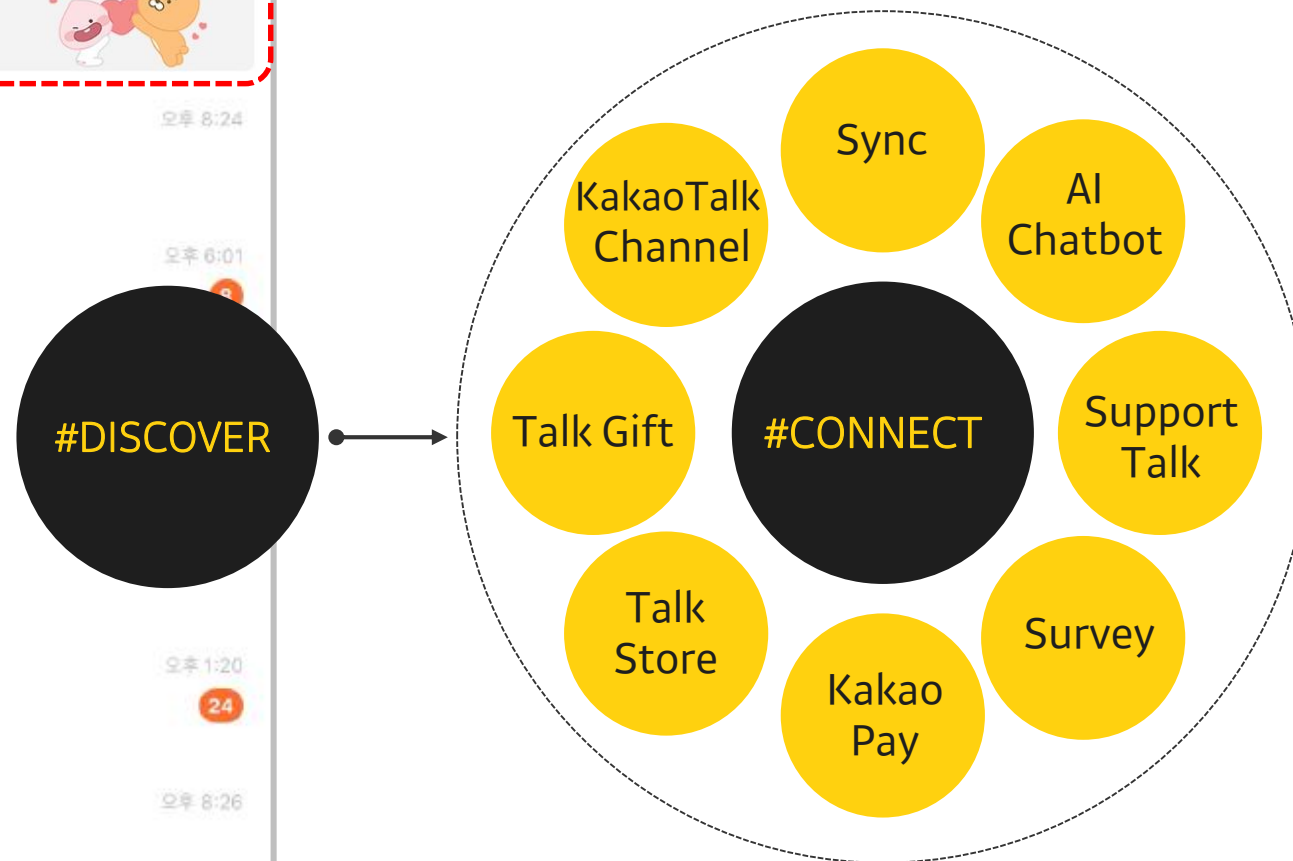 오후 8:24
오후 6:01
8
#DISCOVER
오후 1:20
24
오후 8:26
Sync
KakaoTalk
Channel
AI
Chatbot
Talk Gift
#CONNECT
Support
Talk
Talk
Store
Survey
Kakao
Pay